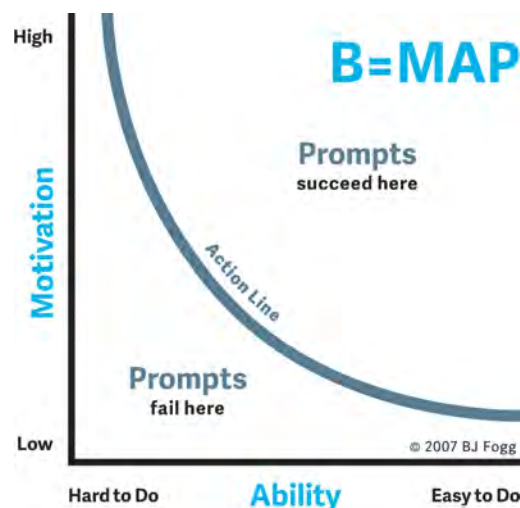 High
B=MAP
Prompts
succeed here
Motivation
Action Line
Prompts
fail here
Low
© 2007 BJ Fogg
Hard to Do
Ability
Easy to Do